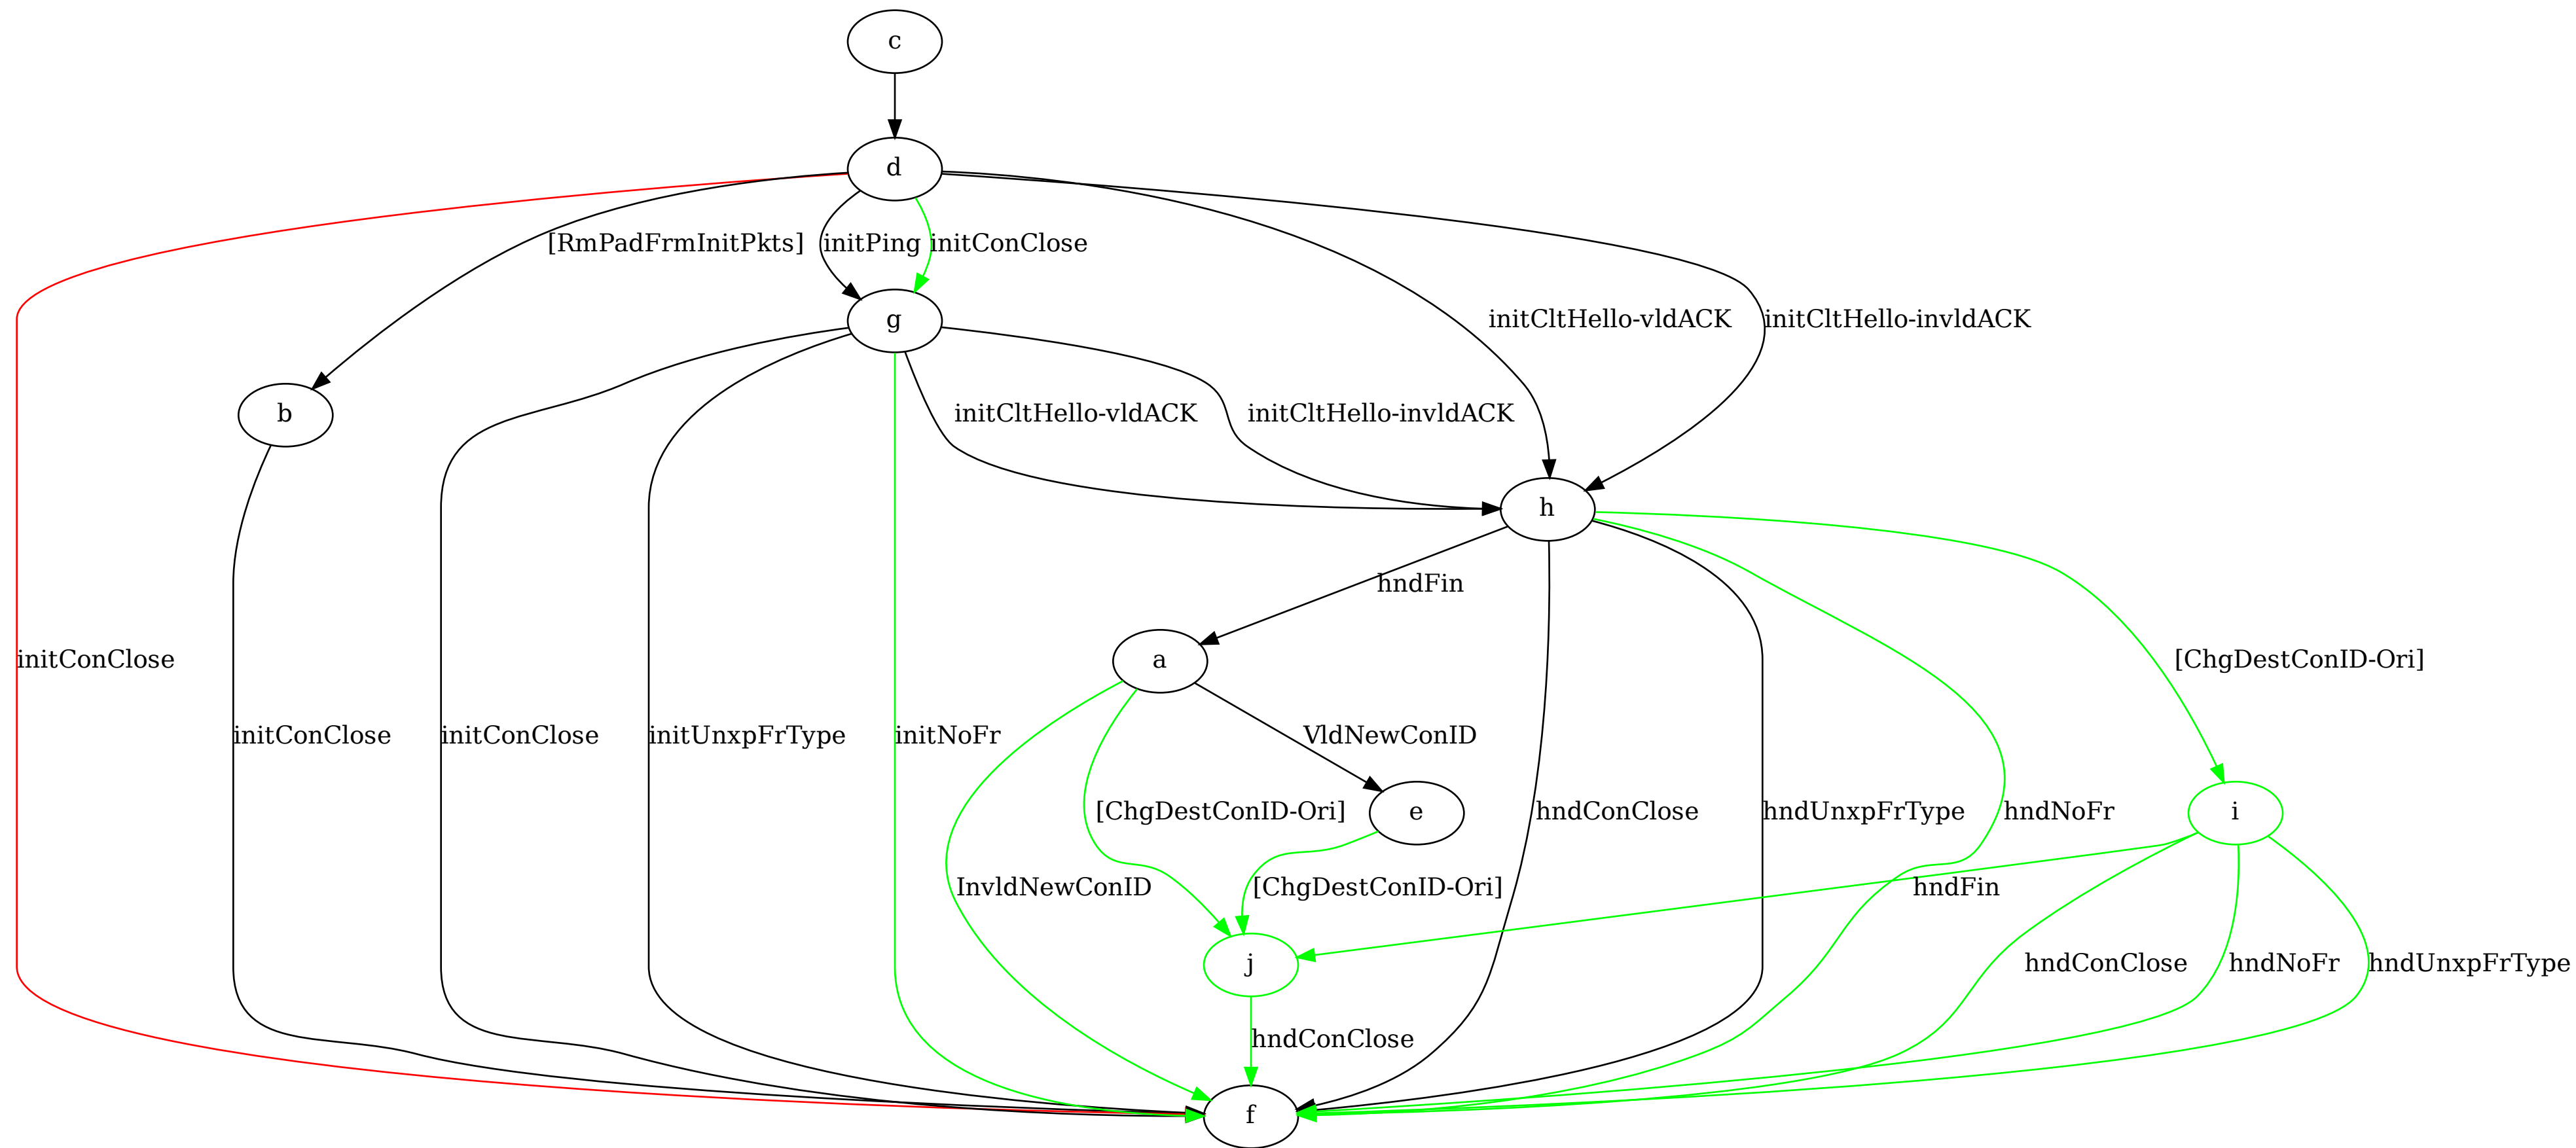 c
d
[RmPadFrmInitPkts]
initPing
initConClose
g
initCltHello-vldACK
initCltHello-invldACK
b
initCltHello-vldACK
initCltHello-invldACK
h
hndFin
initConClose
a
[ChgDestConID-Ori]
initConClose
initConClose
initUnxpFrType
initNoFr
VldNewConID
[ChgDestConID-Ori]
e
hndConClose
hndUnxpFrType
hndNoFr
i
InvldNewConID
[ChgDestConID-Ori]
hndFin
j
hndConClose
hndNoFr
hndUnxpFrType
hndConClose
f